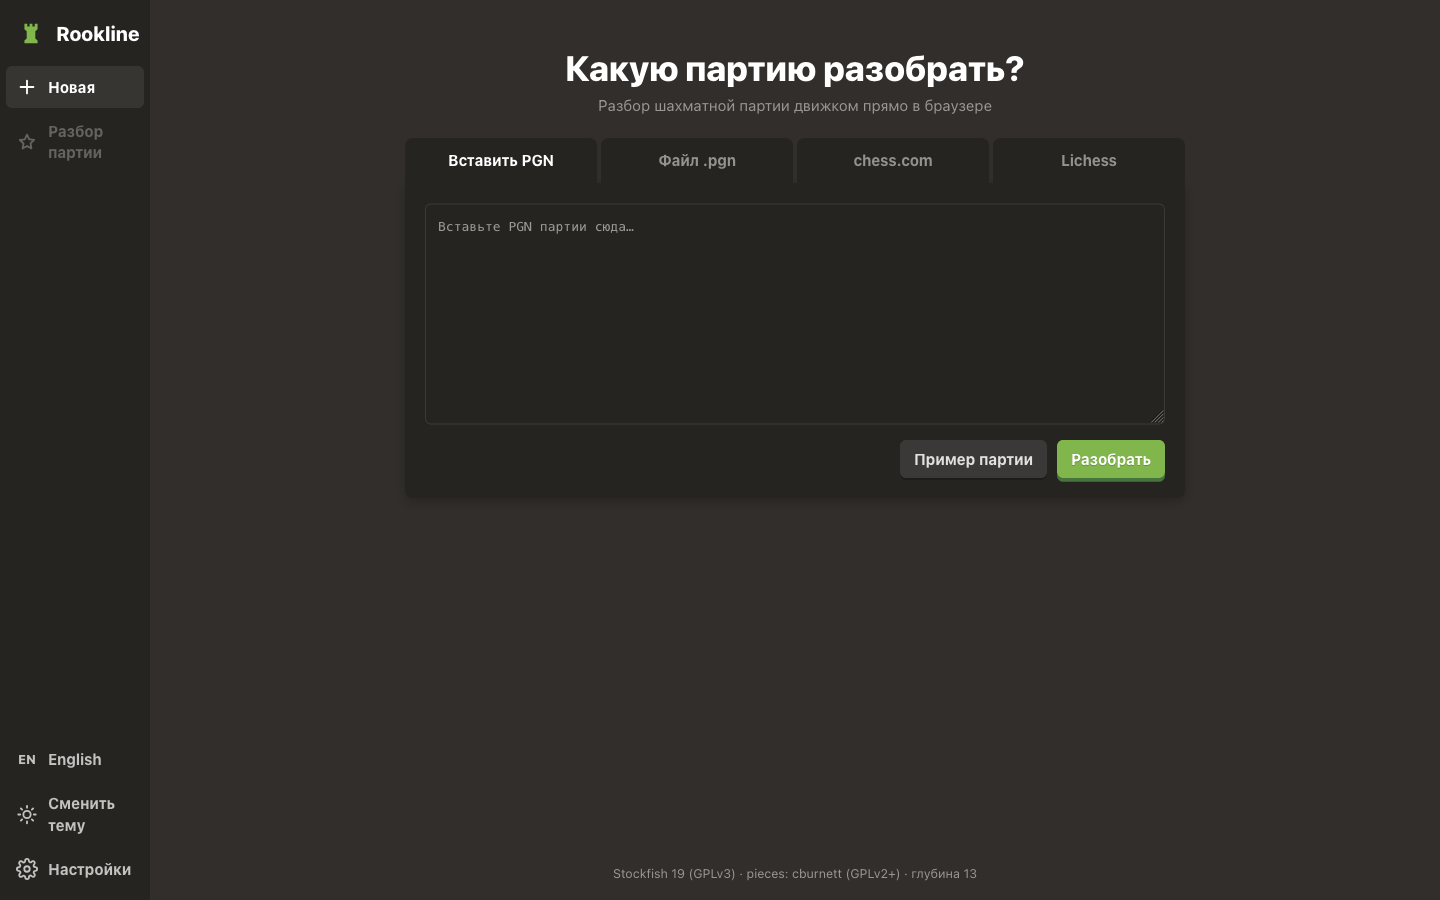 Rookline
Новая
Разбор
партии
Какую партию разобрать?
Разбор шахматной партии движком прямо в браузере
Вставить PGN
Файл .pgn
chess.com
Lichess
Вставьте PGN партии сюда…
Пример партии
Разобрать
EN English
Сменить
тему
Настройки
Stockfish 19 (GPLv3) · pieces: cburnett (GPLv2+) · глубина 13